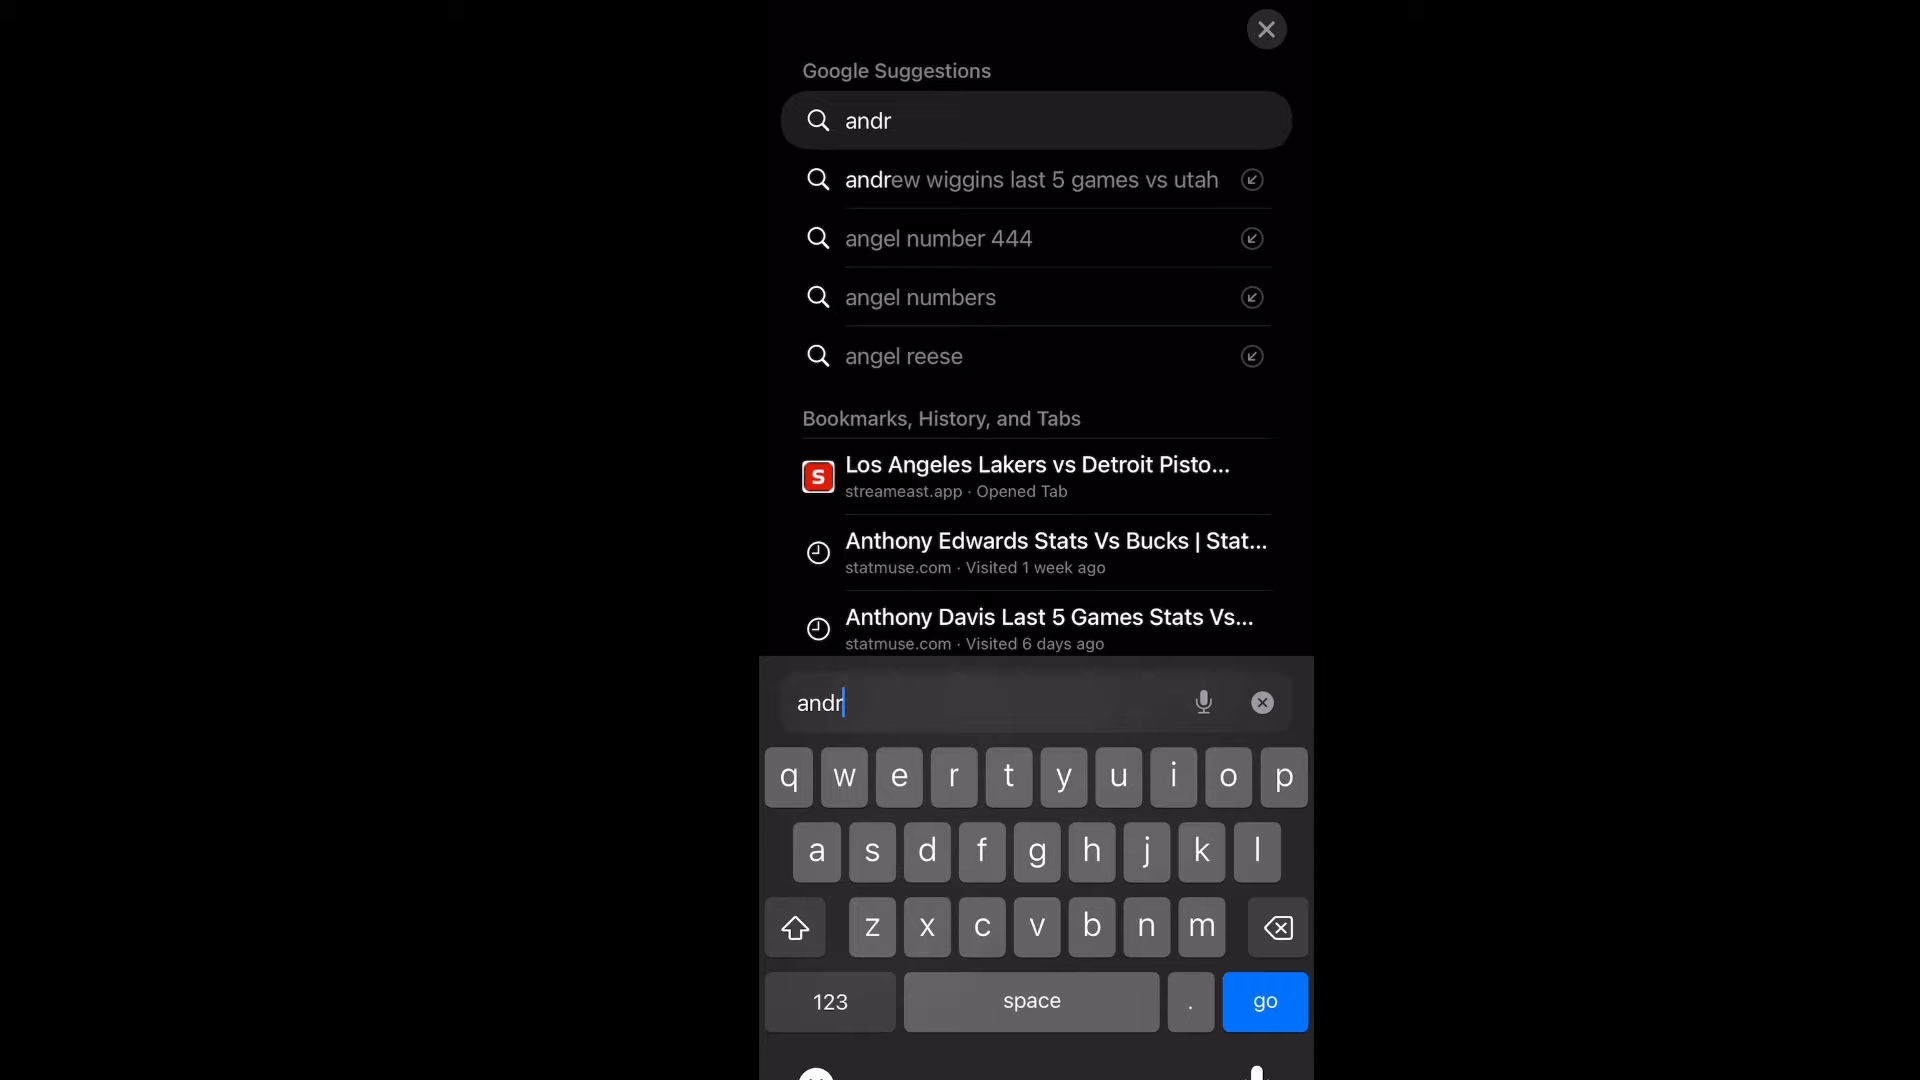 Google Suggestions
andr
andrew wiggins last 5 games vs utah
angel number 444
angel numbers
angel reese
Bookmarks, History, and Tabs
S
Los Angeles Lakers vs Detroit Pisto...
streameast.app · Opened Tab
Anthony Edwards Stats Vs Bucks | Stat...
statmuse.com · Visited 1 week ago
Anthony Davis Last 5 Games Stats Vs...
statmuse.com · Visited 6 days ago
andr
q w e r t y u i o p
a s d f g h j k l
z x c v b n m
123 space . go